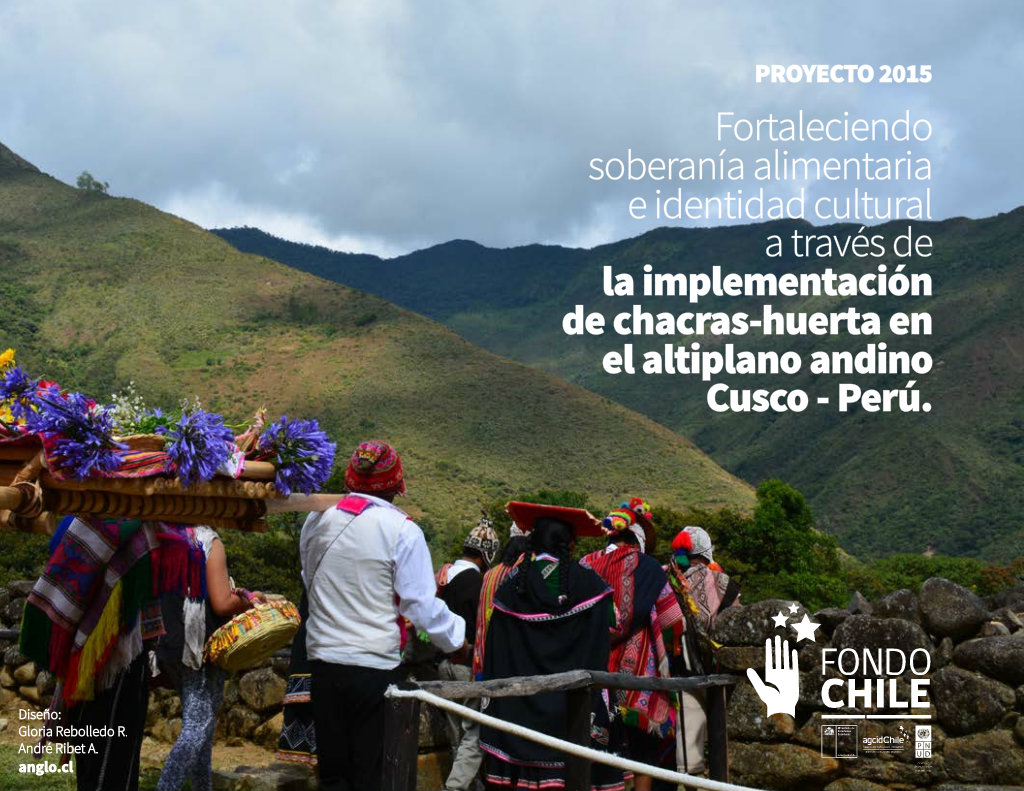 PROYECTO 2015
Fortaleciendo
soberanía alimentaria
e identidad cultural
a través de
la implementación
de chacras-huerta en
el altiplano andino
Cusco - Perú.
FONDO
CHILE
agcidChile
PNUD
Diseño:
Gloria Rebolledo R.
André Ribet A.
anglo.cl